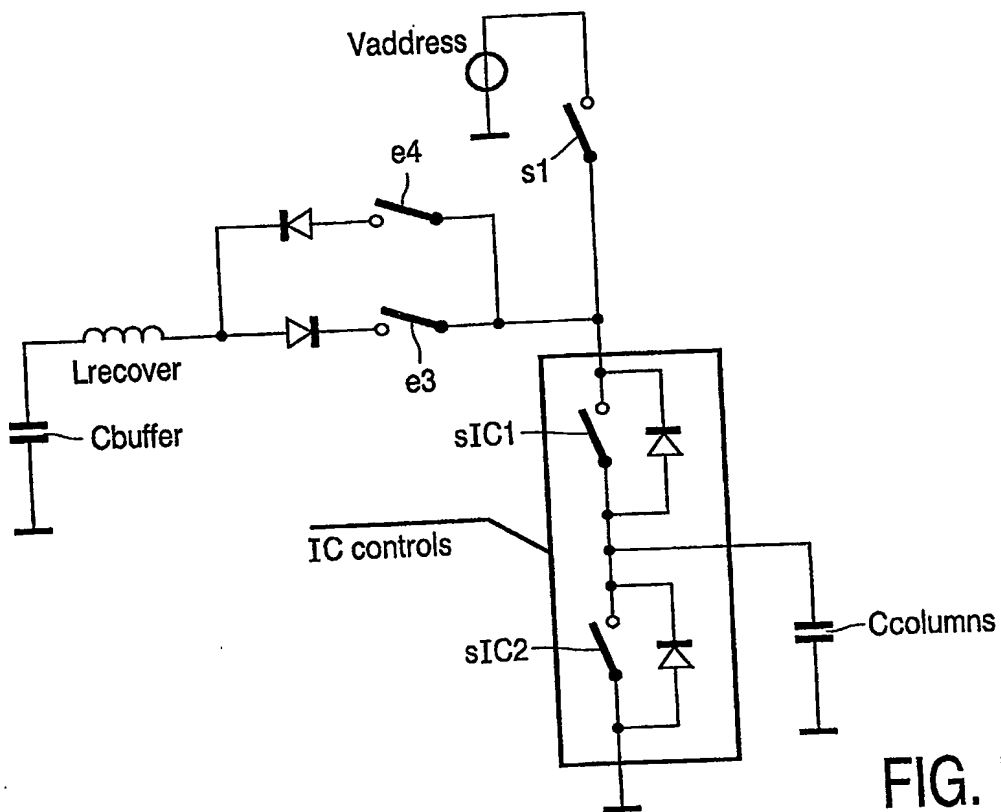 Vaddress
s1
e4
e3
Lrecover
Cbuffer
sIC1
IC controls
sIC2
Ccolumns
FIG.